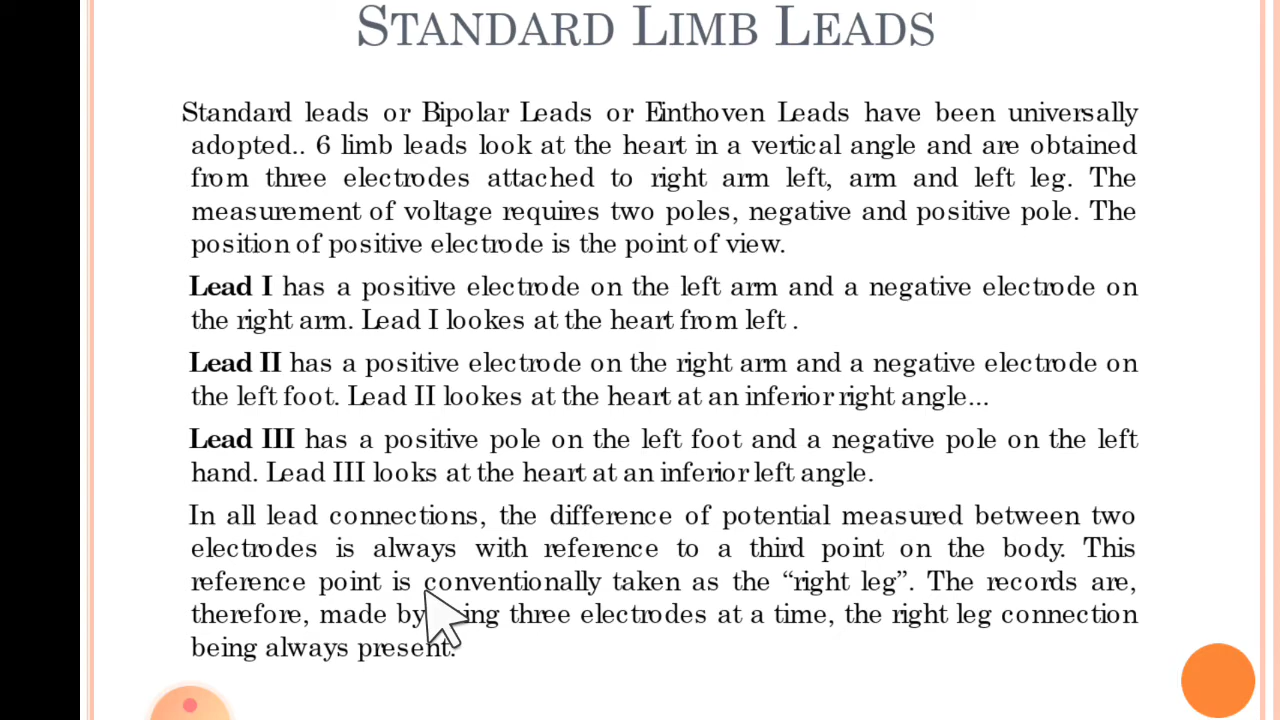 STANDARD LIMB LEADS
Standard leads or Bipolar Leads or Einthoven Leads have been universally
adopted.. 6 limb leads look at the heart in a vertical angle and are obtained
from three electrodes attached to right arm left, arm and left leg. The
measurement of voltage requires two poles, negative and positive pole. The
position of positive electrode is the point of view.
Lead I has a positive electrode on the left arm and a negative electrode on
the right arm. Lead I lookes at the heart from left .
Lead II has a positive electrode on the right arm and a negative electrode on
the left foot. Lead II lookes at the heart at an inferior right angle...
Lead III has a positive pole on the left foot and a negative pole on the left
hand. Lead III looks at the heart at an inferior left angle.
In all lead connections, the difference of potential measured between two
electrodes is always with reference to a third point on the body. This
reference point is conventionally taken as the “right leg”. The records are,
therefore, made by three electrodes at a time, the right leg connection
being always present.